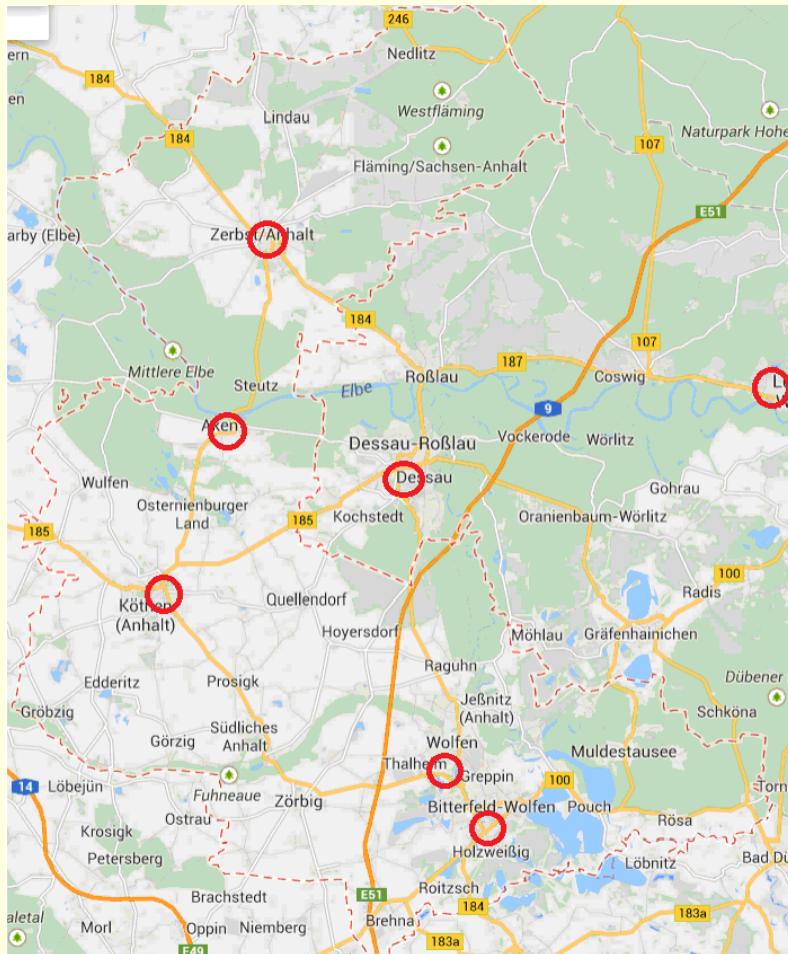 246
ern
Nedlitz
184
en
Westfläming
Lindau
Naturpark Hohe
184
107
Fläming/Sachsen-Anhalt
E51
arby (Elbe)
Zerbst/Anhalt
184
107
Mittlere Elbe
187
Steutz
Elbe
Roßlau
Coswig
9
Aken
Dessau-Roßlau
Vockerode
Wörlitz
Wulfen
Dessau
Gohrau
Osternienburger
Land
185
Kochstedt
Oranienbaum-Wörlitz
185
100
Radis
Köthen
(Anhalt)
Quellendorf
Hoyersdorf
Möhlau
Gräfenhainichen
Raguhn
Edderitz
Prosigk
Dübener
Jeßnitz
(Anhalt)
Gröbzig
Schköna
Südliches
Anhalt
Görzig
Wolfen
Muldestausee
Thalheim
Greppin
14
Löbejün
Fuhneaue
100
Torn
Zörbig
Bitterfeld-Wolfen
Pouch
Ostrau
Rösa
Krosigk
Petersberg
Holzweißig
Löbnitz
Bad Dü
Roitzsch
E51
Brachstedt
184
183a
aletal
Morl
Oppin
Niemberg
Brehna
183a
E49